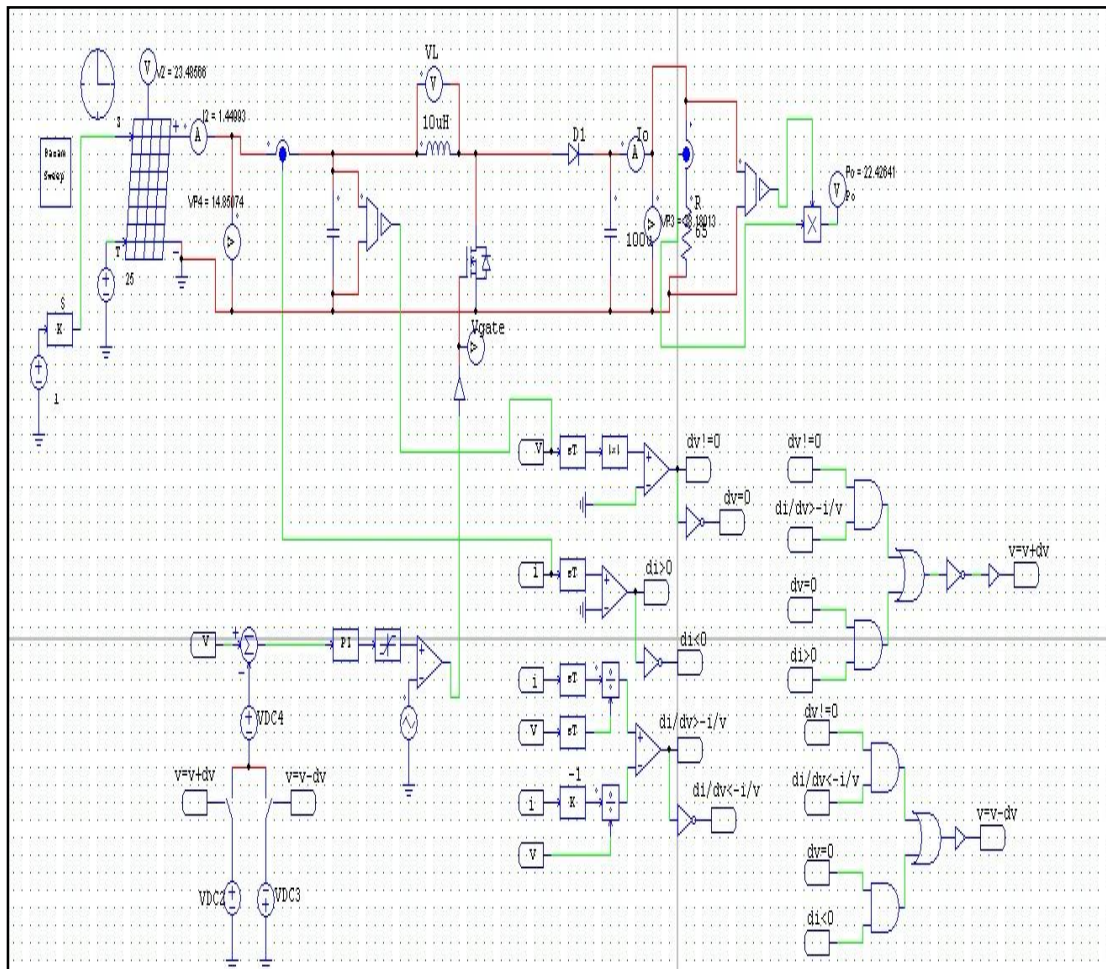 VL
V2 = 23.48566
I2 = 1.44993
10uH
D1
Io
S
Param
Sweep
A
A
V
V
V
T
25
VP4 = 14.85074
R
65
100u
Po
S
K
1
Vgate
V
sT
|x|
dv!=0
dv=0
dv!=0
di/dv>-i/v
v=v+dv
sT
di>0
di<0
dv=0
di>0
V
PI
VDC4
v=v+dv
v=v-dv
VDC2
VDC3
i
sT
V
sT
di/dv>-i/v
-1
i
K
di/dv<-i/v
V
dv!=0
di/dv<-i/v
v=v-dv
dv=0
di<0